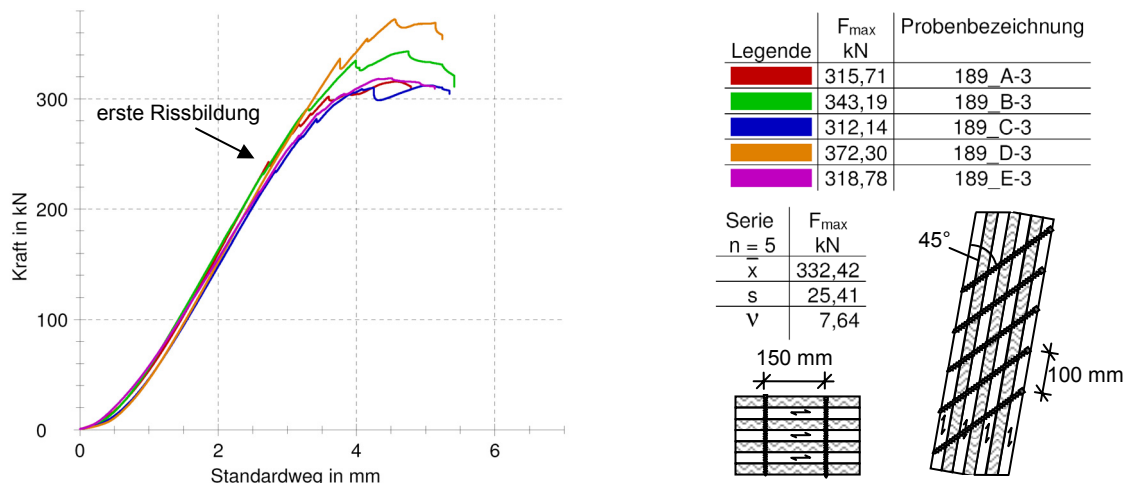 300
200
100
0
0
2
4
6
Kraft in kN
Standardweg in mm
erste Rissbildung
Legende Fmax kN Probenbezeichnung
315,71 189_A-3
343,19 189_B-3
312,14 189_C-3
372,30 189_D-3
318,78 189_E-3
Serie n = 5 Fmax kN
x̅ 332,42
s 25,41
ν 7,64
150 mm
45°
100 mm